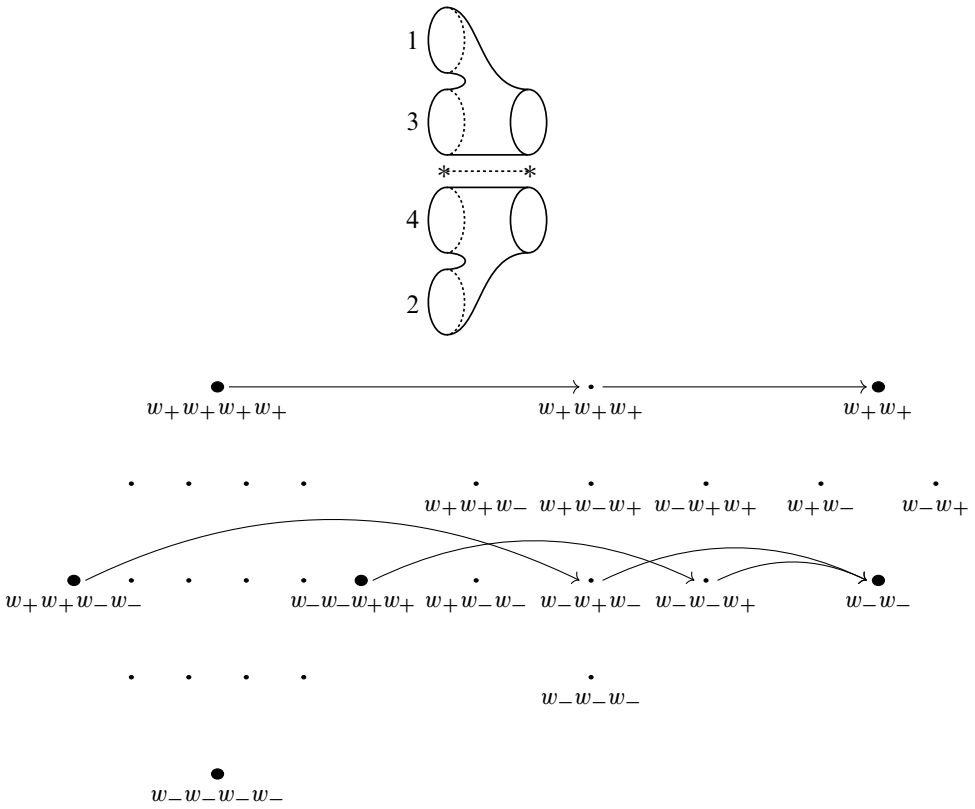 1
3
* *
4
2
w₊w₊w₊w₊ w₊w₊w₊ w₊w₊
w₊w₊w₋ w₊w₋w₊ w₋w₊w₊ w₊w₋ w₋w₊
w₊w₊w₋w₋ w₋w₋w₊w₊ w₊w₋w₋ w₋w₊w₋ w₋w₋w₊ w₋w₋
w₋w₋w₋
w₋w₋w₋w₋